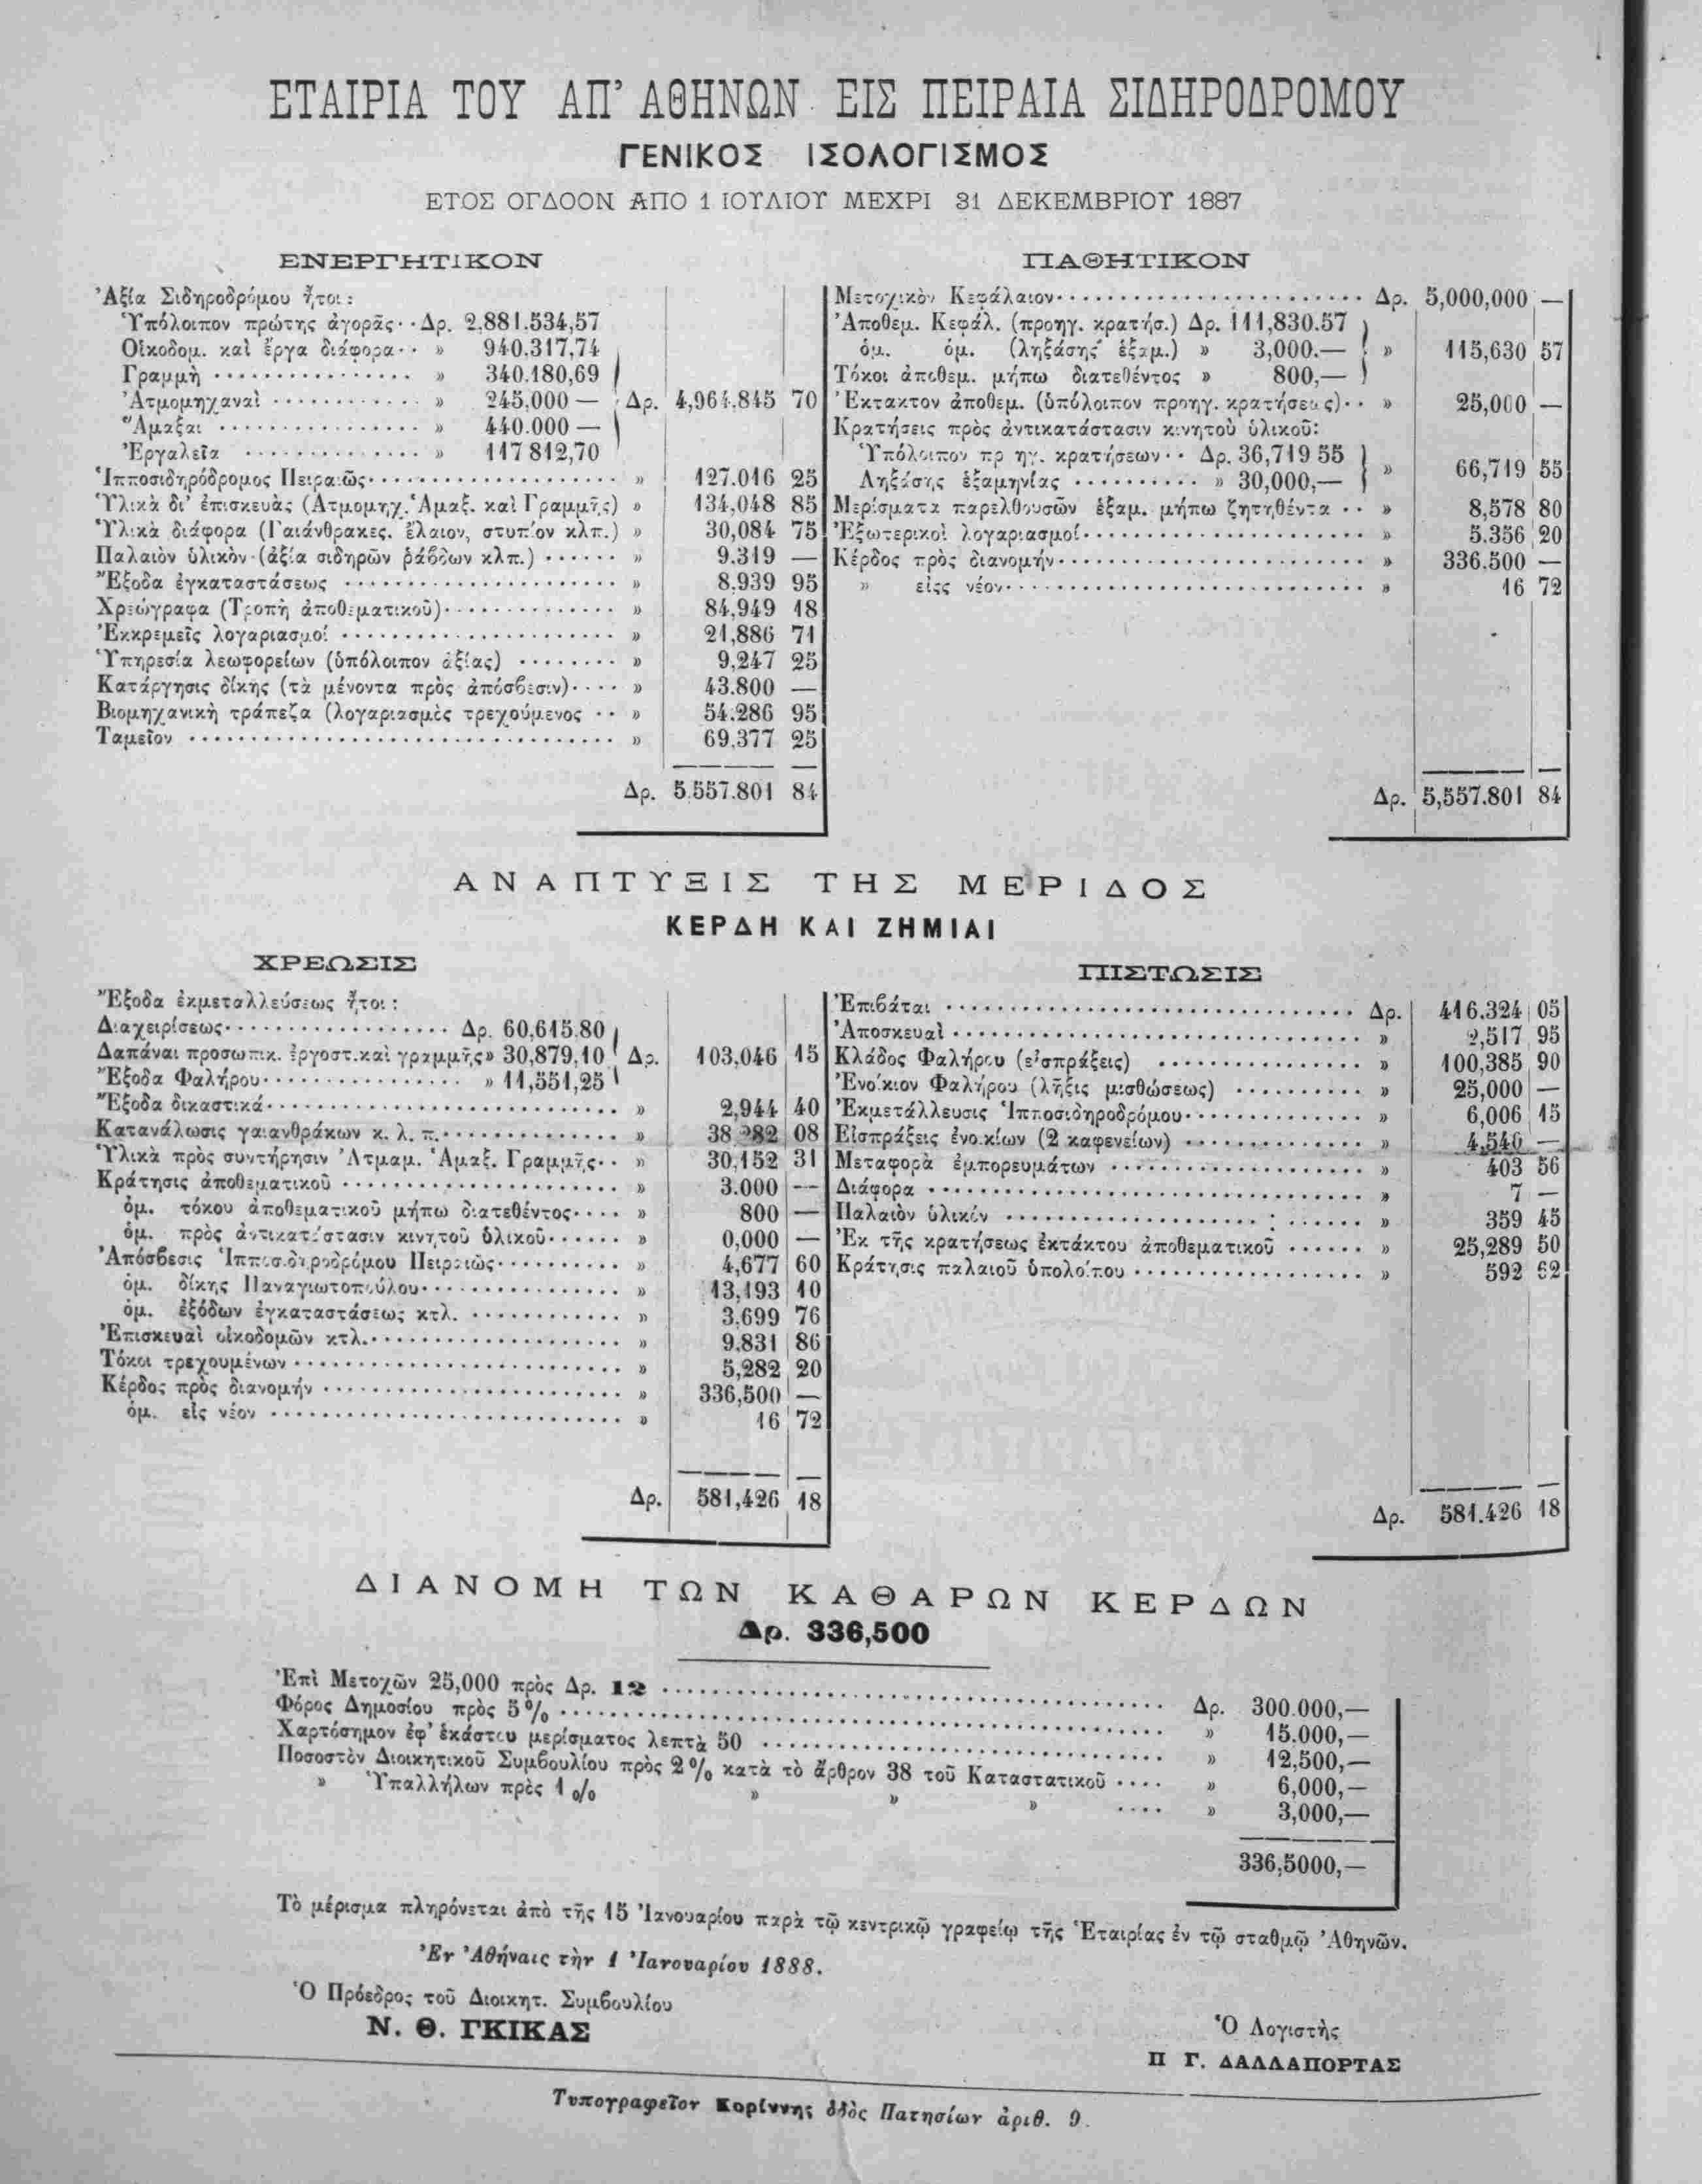 ΕΤΑΙΡΙΑ ΤΟΥ ΑΠ' ΑΘΗΝΩΝ ΕΙΣ ΠΕΙΡΑΙΑ ΣΙΔΗΡΟΔΡΟΜΟΥ
ΓΕΝΙΚΟΣ ΙΣΟΛΟΓΙΣΜΟΣ
ΕΤΟΣ ΟΓΔΟΟΝ ΑΠΟ 1 ΙΟΥΛΙΟΥ ΜΕΧΡΙ 31 ΔΕΚΕΜΒΡΙΟΥ 1887
ΕΝΕΡΓΗΤΙΚΟΝ
Ἀξία Σιδηροδρόμου ἤτοι:
Ὑπόλοιπον πρώτης ἀγορᾶς Δρ. 2.881.534,57
Οἰκοδομ. καὶ ἔργα διάφορα » 940.317,74
Γραμμὴ » 340.180,69
Ἀτμομηχαναὶ » 245.000 — Δρ. 4,964.845 70
Ἅμαξαι » 440.000 —
Ἐργαλεῖα » 117 812,70
Ἱπποσιδηρόδρομος Πειραιῶς » 127.016 25
Ὑλικὰ δι' ἐπισκευὰς (Ἀτμομηχ. Ἁμαξ. καὶ Γραμμῆς) » 134,048 85
Ὑλικὰ διάφορα (Γαιάνθρακες, ἔλαιον, στυπίον κλπ.) » 30,084 75
Παλαιὸν ὑλικὸν (ἀξία σιδηρῶν ῥάβδων κλπ.) » 9.319 —
Ἔξοδα ἐγκαταστάσεως » 8.939 95
Χρεώγραφα (Τροπὴ ἀποθεματικοῦ) » 84,949 18
Ἐκκρεμεῖς λογαριασμοί » 21,886 71
Ὑπηρεσία λεωφορείων (ὑπόλοιπον ἀξίας) » 9,247 25
Κατάργησις δίκης (τὰ μένοντα πρὸς ἀπόσβεσιν) » 43.800 —
Βιομηχανικὴ τράπεζα (λογαριασμὸς τρεχούμενος » 54.286 95
Ταμεῖον » 69.377 25
Δρ. 5.557.801 84
ΠΑΘΗΤΙΚΟΝ
Μετοχικὸν Κεφάλαιον Δρ. 5,000,000 —
Ἀποθεμ. Κεφάλ. (προηγ. κρατήσ.) Δρ. 111,830.57
ὁμ. ὁμ. (ληξάσης ἑξαμ.) » 3,000.— » 115,630 57
Τόκοι ἀποθεμ. μήπω διατεθέντος » 800,—
Ἔκτακτον ἀποθεμ. (ὑπόλοιπον προηγ. κρατήσεως) » 25,000 —
Κρατήσεις πρὸς ἀντικατάστασιν κινητοῦ ὑλικοῦ:
Ὑπόλοιπον πρ ηγ. κρατήσεων Δρ. 36,719 55
Ληξάσης ἑξαμηνίας » 30,000,— » 66,719 55
Μερίσματα παρελθουσῶν ἑξαμ. μήπω ζητηθέντα » 8,578 80
Ἐξωτερικοὶ λογαριασμοί » 5.356 20
Κέρδος πρὸς διανομήν » 336.500 —
» εἰςς νέον » 16 72
Δρ. 5,557.801 84
ΑΝΑΠΤΥΞΙΣ ΤΗΣ ΜΕΡΙΔΟΣ
ΚΕΡΔΗ ΚΑΙ ΖΗΜΙΑΙ
ΧΡΕΩΣΙΣ
Ἔξοδα ἐκμεταλλεύσεως ἤτοι:
Διαχειρίσεως Δρ. 60,615.80
Δαπάναι προσωπικ. ἐργοστ. καὶ γραμμῆς » 30,879,10 Δρ. 103,046 15
Ἔξοδα Φαλήρου » 11,551,25
Ἔξοδα δικαστικά » 2,944 40
Κατανάλωσις γαιανθράκων κ. λ. π. » 38 282 08
Ὑλικὰ πρὸς συντήρησιν Ἀτμαμ. Ἁμαξ. Γραμμῆς » 30,152 31
Κράτησις ἀποθεματικοῦ » 3.000 —
ὁμ. τόκου ἀποθεματικοῦ μήπω διατεθέντος » 800 —
ὁμ. πρὸς ἀντικατάστασιν κινητοῦ ὑλικοῦ » 0,000 —
Ἀπόσβεσις Ἱπποσιδηροδρόμου Πειραιῶς » 4,677 60
ὁμ. δίκης Παναγιωτοπούλου » 13,193 10
ὁμ. ἐξόδων ἐγκαταστάσεως κτλ. » 3,699 76
Ἐπισκευαὶ οἰκοδομῶν κτλ. » 9.831 86
Τόκοι τρεχουμένων » 5,282 20
Κέρδος πρὸς διανομήν » 336,500 —
ὁμ. εἰς νέον » 16 72
Δρ. 581,426 18
ΠΙΣΤΩΣΙΣ
Ἐπιβάται Δρ. 416.324 05
Ἀποσκευαὶ » 2,517 95
Κλάδος Φαλήρου (εἰσπράξεις) » 100,385 90
Ἐνοίκιον Φαλήρου (λῆξις μισθώσεως) » 25,000 —
Ἐκμετάλλευσις Ἱπποσιδηροδρόμου » 6,006 15
Εἰσπράξεις ἐνοικίων (2 καφενείων) » 4.540 —
Μεταφορὰ ἐμπορευμάτων » 403 56
Διάφορα » 7 —
Παλαιὸν ὑλικόν » 359 45
Ἐκ τῆς κρατήσεως ἐκτάκτου ἀποθεματικοῦ » 25,289 50
Κράτησις παλαιοῦ ὑπολοίπου » 592 62
Δρ. 581.426 18
ΔΙΑΝΟΜΗ ΤΩΝ ΚΑΘΑΡΩΝ ΚΕΡΔΩΝ
Δρ. 336,500
Ἐπὶ Μετοχῶν 25,000 πρὸς Δρ. 12 Δρ. 300.000,—
Φόρος Δημοσίου πρὸς 5% » 15.000,—
Χαρτόσημον ἐφ' ἑκάστου μερίσματος λεπτὰ 50 » 12,500,—
Ποσοστὸν Διοικητικοῦ Συμβουλίου πρὸς 2% κατὰ τὸ ἄρθρον 38 τοῦ Καταστατικοῦ » 6,000,—
» Ὑπαλλήλων πρὸς 1 % » » » » 3,000,—
336,5000,—
Τὸ μέρισμα πληρόνεται ἀπὸ τῆς 15 Ἰανουαρίου παρὰ τῷ κεντρικῷ γραφείῳ τῆς Ἑταιρίας ἐν τῷ σταθμῷ Ἀθηνῶν.
Ἐν Ἀθήναις τὴν 1 Ἰανουαρίου 1888.
Ὁ Πρόεδρος τοῦ Διοικητ. Συμβουλίου
Ν. Θ. ΓΚΙΚΑΣ
Ὁ Λογιστὴς
Π Γ. ΔΑΛΛΑΠΟΡΤΑΣ
Τυπογραφεῖον Κορίννης ὁδὸς Πατησίων ἀριθ. 9.